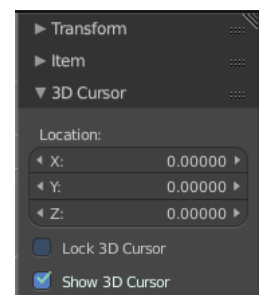 Transform
Item
3D Cursor
Location:
X: 0.00000
Y: 0.00000
Z: 0.00000
Lock 3D Cursor
Show 3D Cursor